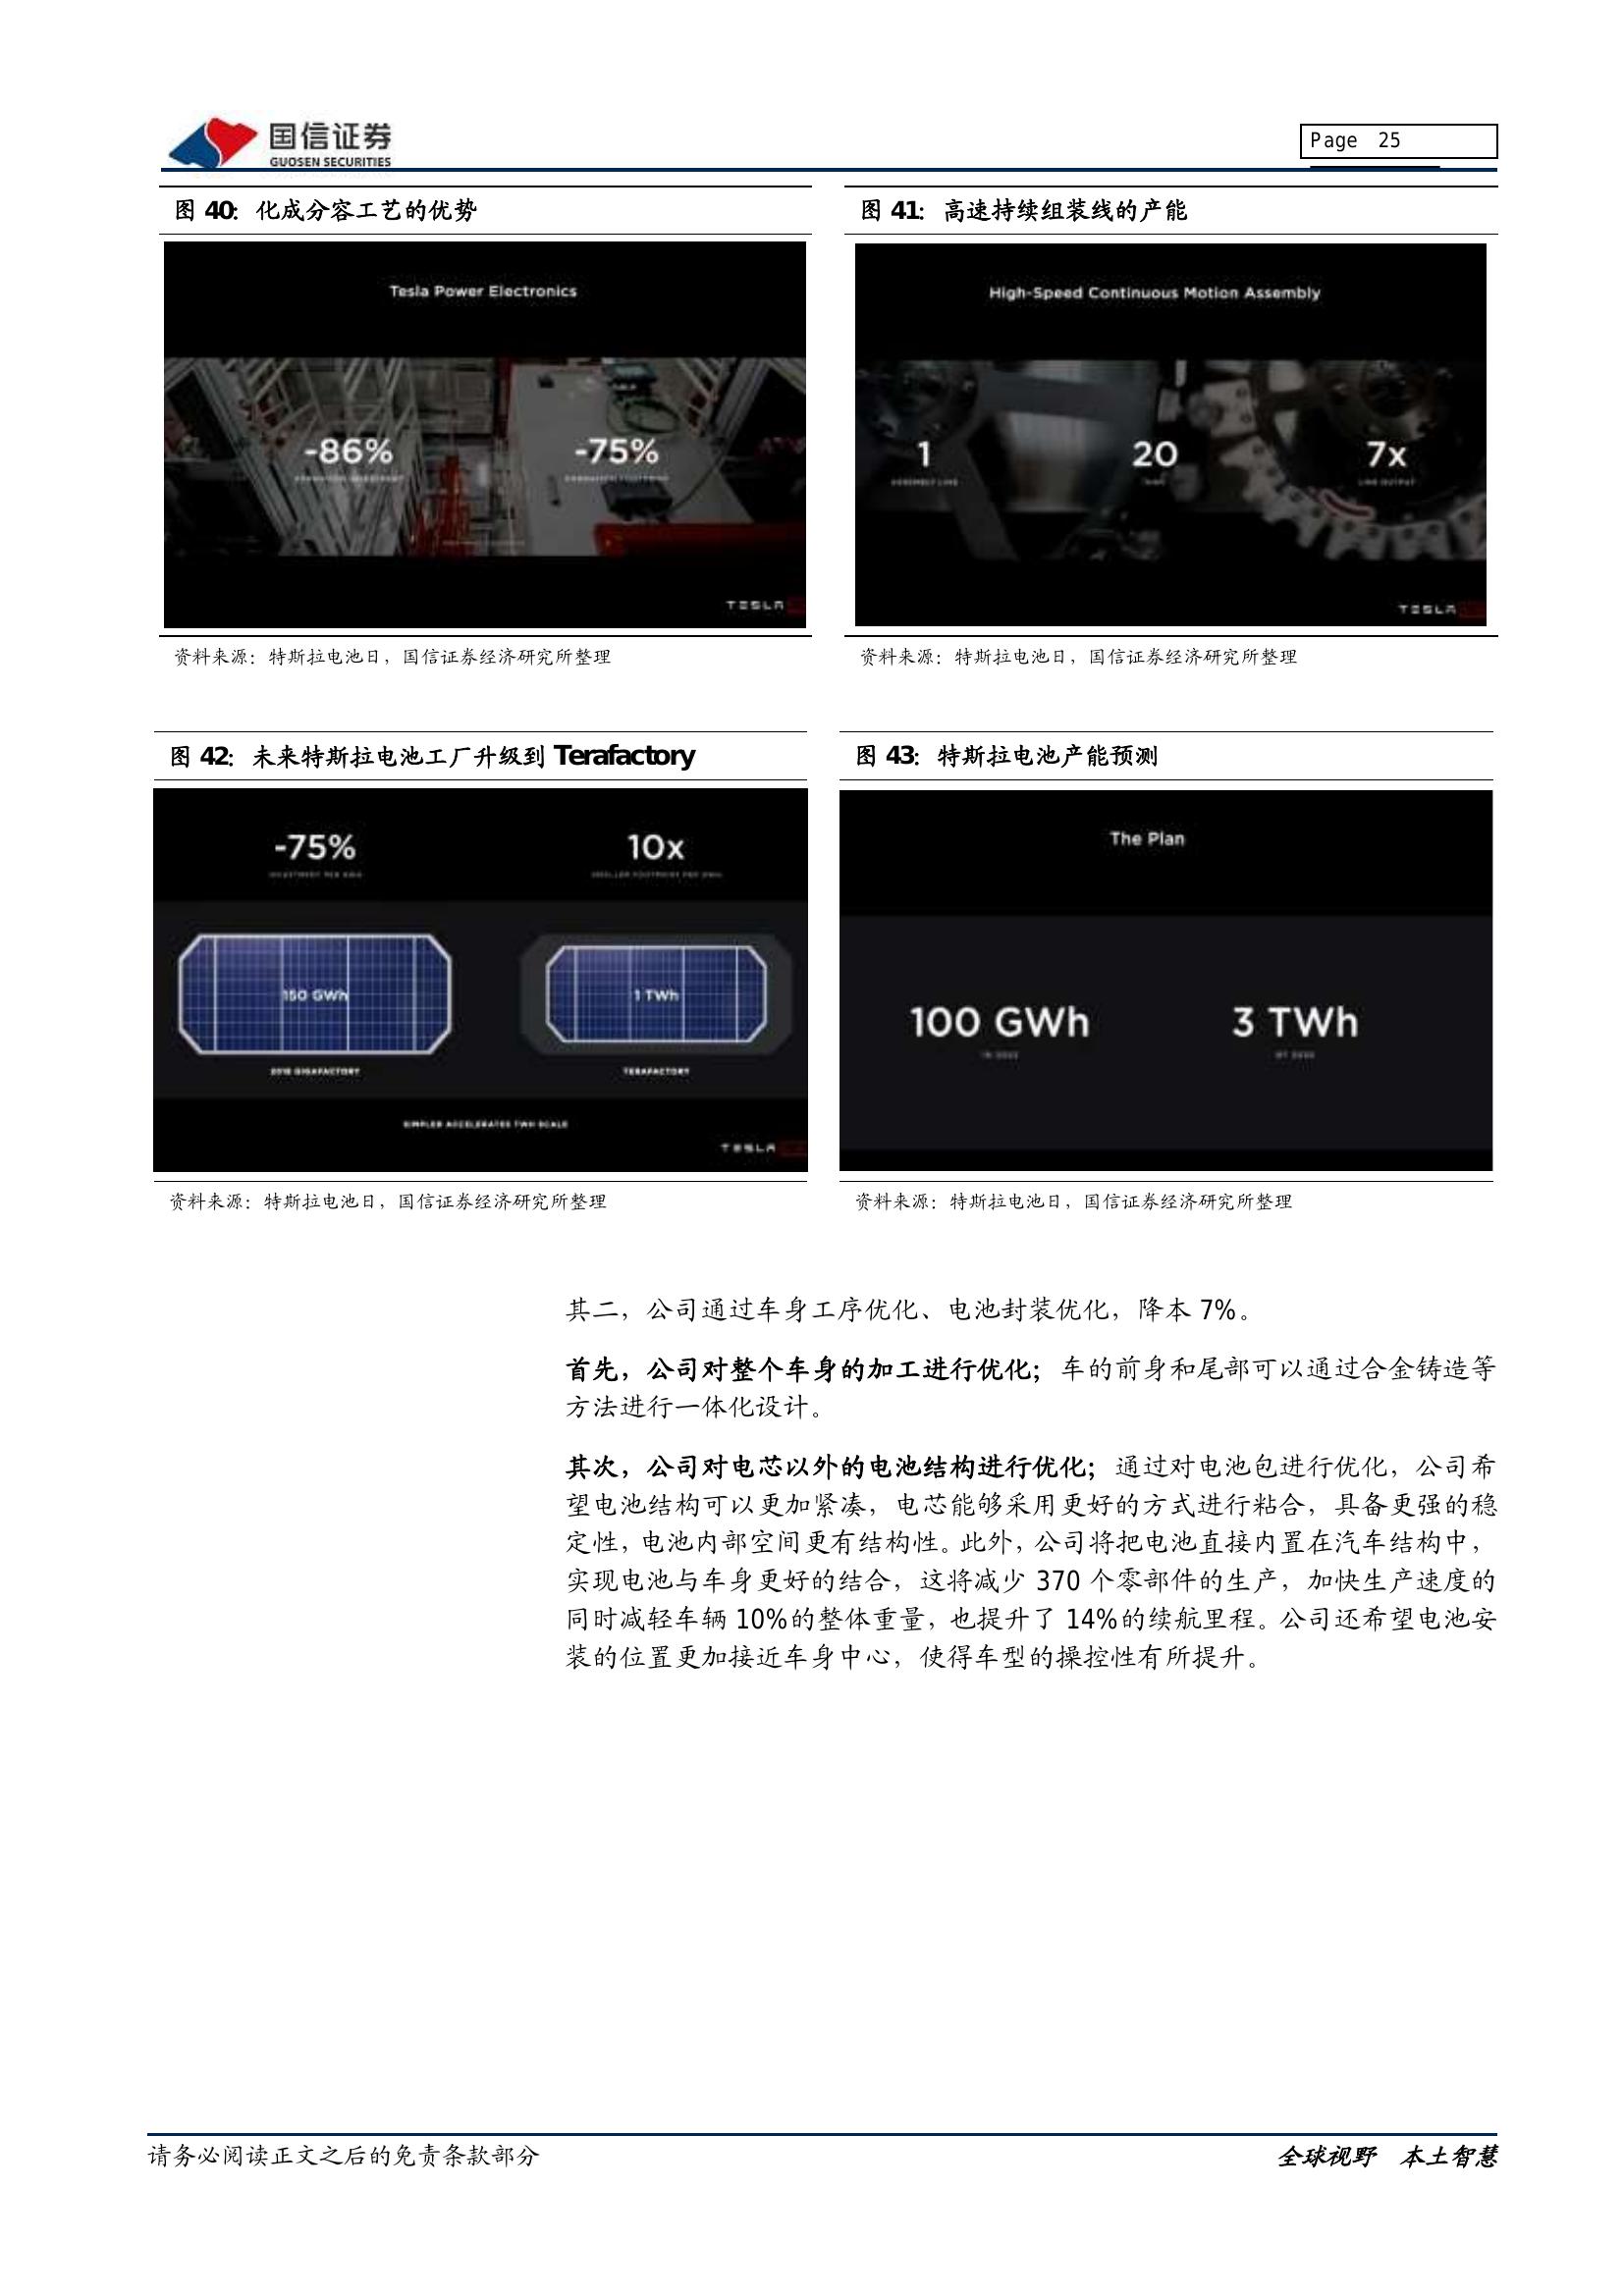 国信证券
GUOSEN SECURITIES
Page 25
图 40：化成分容工艺的优势
Tesla Power Electronics
-86%
-75%
TESLA
资料来源：特斯拉电池日，国信证券经济研究所整理
图 41：高速持续组装线的产能
High-Speed Continuous Motion Assembly
1
20
7x
ASSEMBLY LINE
LINE OUTPUT
TESLA
资料来源：特斯拉电池日，国信证券经济研究所整理
图 42：未来特斯拉电池工厂升级到 Terafactory
-75%
10x
INVESTMENT PER GWH
SMALLER FOOTPRINT PER GWH
150 GWh
1 TWh
TERAFACTORY
SIMPLER ACCELERATES TWH SCALE
TESLA
资料来源：特斯拉电池日，国信证券经济研究所整理
图 43：特斯拉电池产能预测
The Plan
100 GWh
3 TWh
资料来源：特斯拉电池日，国信证券经济研究所整理
其二，公司通过车身工序优化、电池封装优化，降本 7%。
首先，公司对整个车身的加工进行优化；车的前身和尾部可以通过合金铸造等
方法进行一体化设计。
其次，公司对电芯以外的电池结构进行优化；通过对电池包进行优化，公司希
望电池结构可以更加紧凑，电芯能够采用更好的方式进行粘合，具备更强的稳
定性，电池内部空间更有结构性。此外，公司将把电池直接内置在汽车结构中，
实现电池与车身更好的结合，这将减少 370 个零部件的生产，加快生产速度的
同时减轻车辆 10%的整体重量，也提升了 14%的续航里程。公司还希望电池安
装的位置更加接近车身中心，使得车型的操控性有所提升。
请务必阅读正文之后的免责条款部分
全球视野 本土智慧